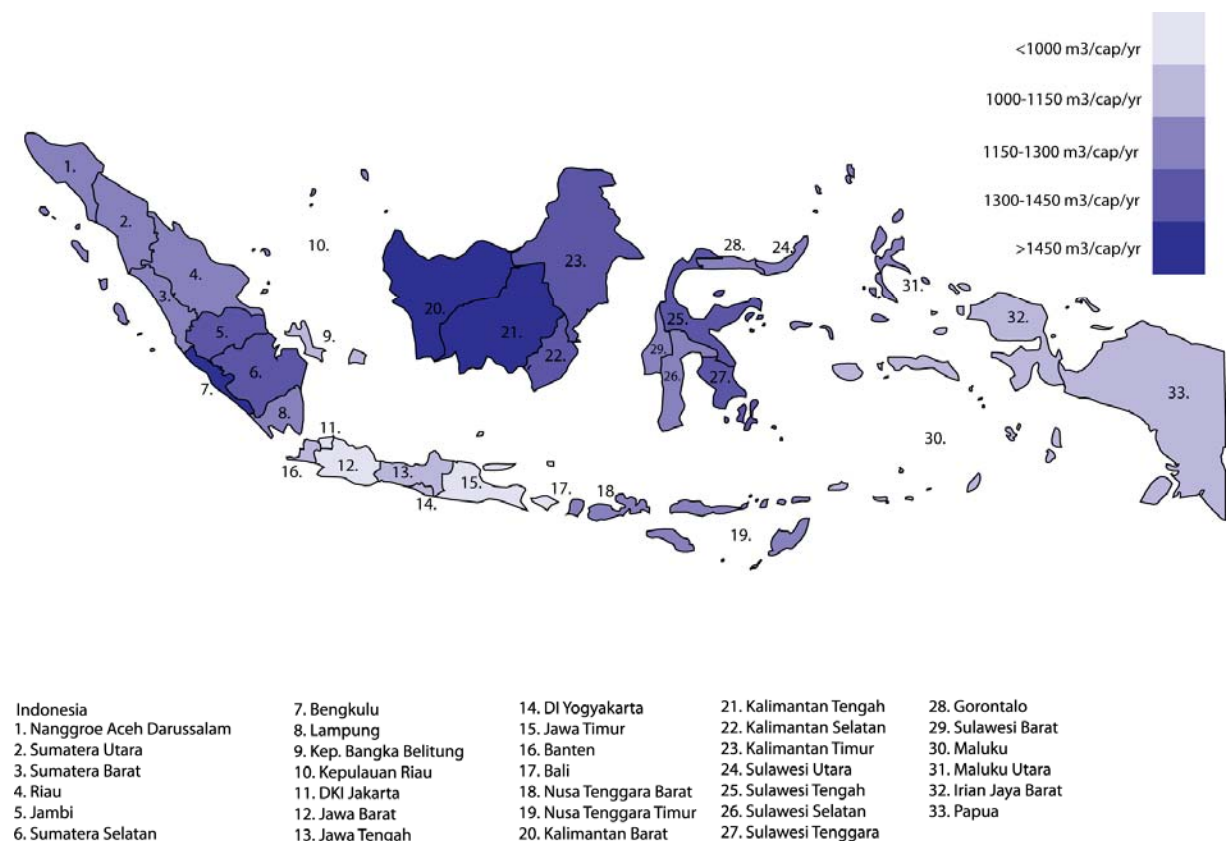 <1000 m3/cap/yr
1000-1150 m3/cap/yr
1150-1300 m3/cap/yr
1300-1450 m3/cap/yr
>1450 m3/cap/yr
1.
2.
3.
4.
5.
6.
7.
8.
9.
10.
11.
12.
13.
14.
15.
16.
17.
18.
19.
20.
21.
22.
23.
24.
25.
26.
27.
28.
29.
30.
31.
32.
33.
Indonesia
1. Nanggroe Aceh Darussalam
2. Sumatera Utara
3. Sumatera Barat
4. Riau
5. Jambi
6. Sumatera Selatan
7. Bengkulu
8. Lampung
9. Kep. Bangka Belitung
10. Kepulauan Riau
11. DKI Jakarta
12. Jawa Barat
13. Jawa Tengah
14. DI Yogyakarta
15. Jawa Timur
16. Banten
17. Bali
18. Nusa Tenggara Barat
19. Nusa Tenggara Timur
20. Kalimantan Barat
21. Kalimantan Tengah
22. Kalimantan Selatan
23. Kalimantan Timur
24. Sulawesi Utara
25. Sulawesi Tengah
26. Sulawesi Selatan
27. Sulawesi Tenggara
28. Gorontalo
29. Sulawesi Barat
30. Maluku
31. Maluku Utara
32. Irian Jaya Barat
33. Papua